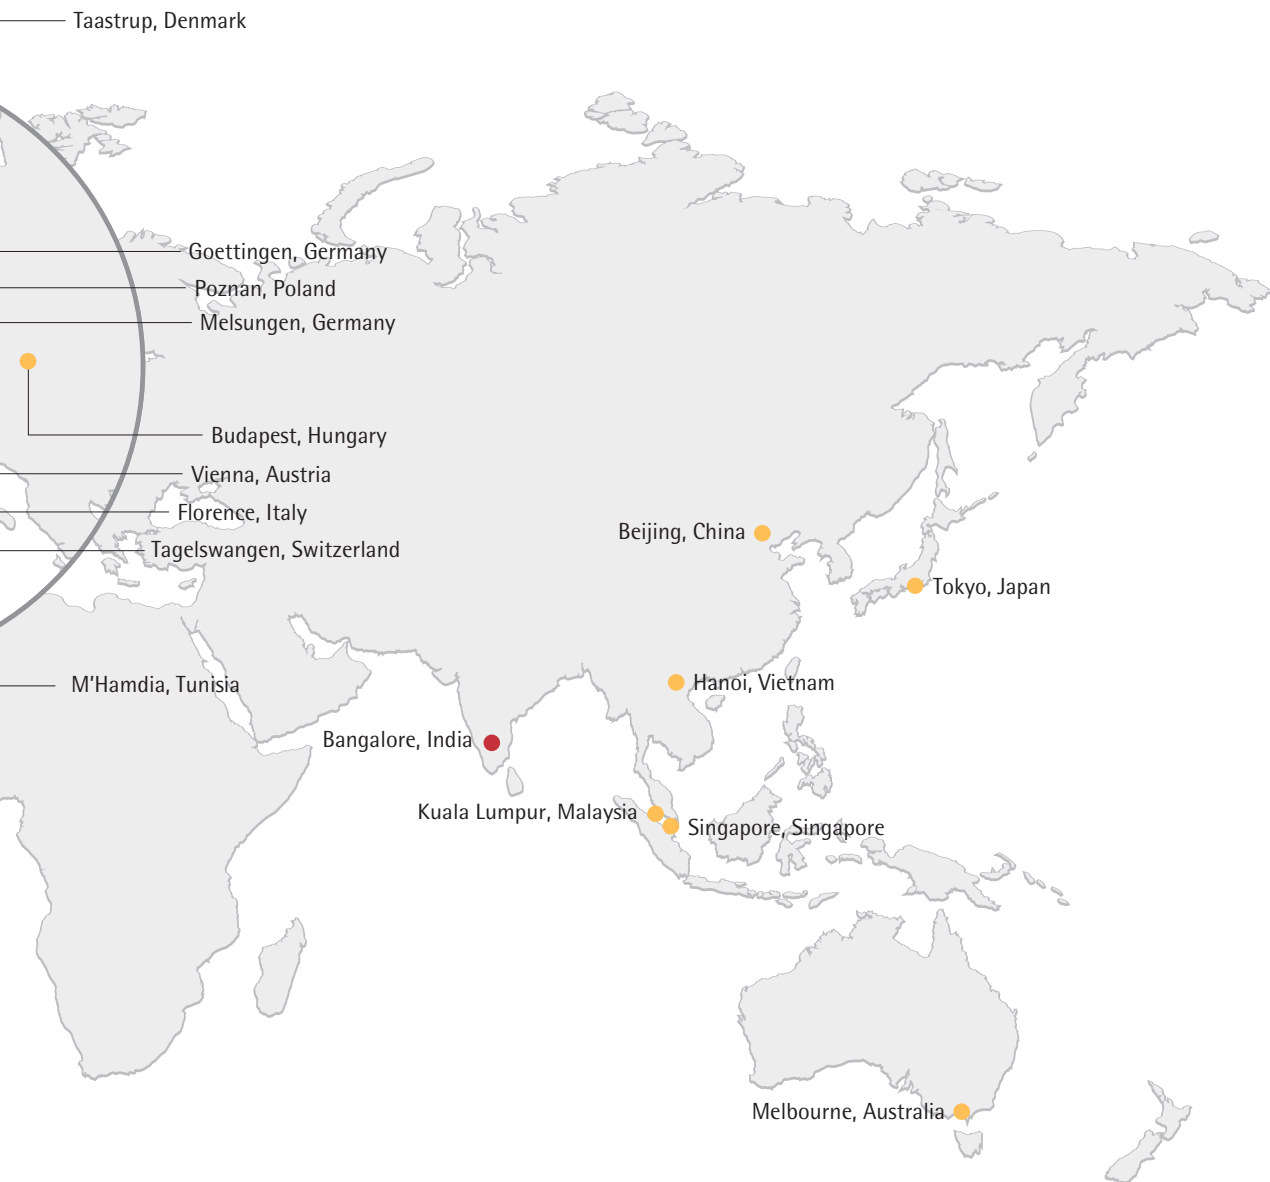 Taastrup, Denmark
Goettingen, Germany
Poznan, Poland
Melsungen, Germany
Budapest, Hungary
Vienna, Austria
Florence, Italy
Tagelswangen, Switzerland
Beijing, China
Tokyo, Japan
M'Hamdia, Tunisia
Hanoi, Vietnam
Bangalore, India
Kuala Lumpur, Malaysia
Singapore, Singapore
Melbourne, Australia